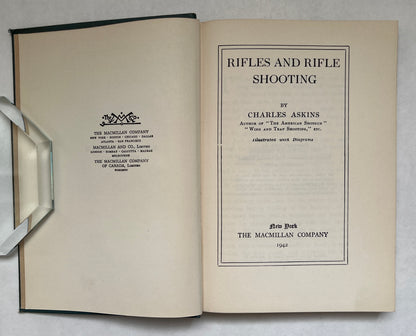 THE MACMILLAN COMPANY
NEW YORK · BOSTON · CHICAGO · DALLAS
ATLANTA · SAN FRANCISCO
MACMILLAN AND CO., LIMITED
LONDON · BOMBAY · CALCUTTA · MADRAS
MELBOURNE
THE MACMILLAN COMPANY
OF CANADA, LIMITED
TORONTO
RIFLES AND RIFLE
SHOOTING
BY
CHARLES ASKINS
AUTHOR OF "THE AMERICAN SHOTGUN"
"WING AND TRAP SHOOTING," ETC.
Illustrated with Diagrams
New York
THE MACMILLAN COMPANY
1942